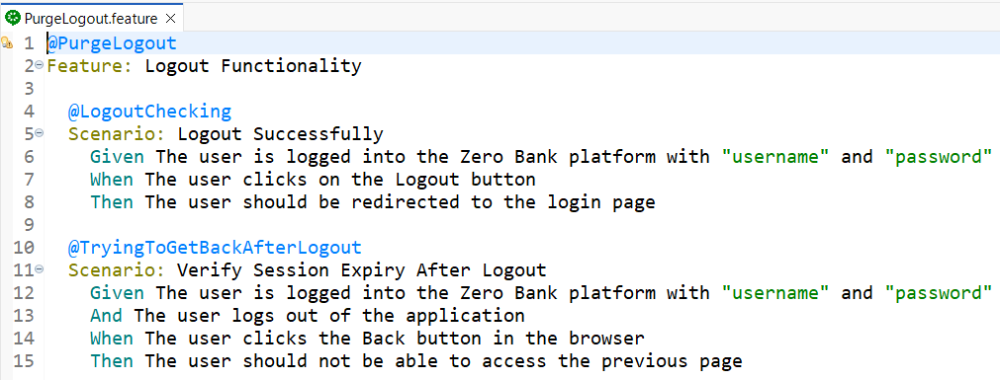 PurgeLogout.feature
1 @PurgeLogout
2 Feature: Logout Functionality
3
4 @LogoutChecking
5 Scenario: Logout Successfully
6 Given The user is logged into the Zero Bank platform with "username" and "password"
7 When The user clicks on the Logout button
8 Then The user should be redirected to the login page
9
10 @TryingToGetBackAfterLogout
11 Scenario: Verify Session Expiry After Logout
12 Given The user is logged into the Zero Bank platform with "username" and "password"
13 And The user logs out of the application
14 When The user clicks the Back button in the browser
15 Then The user should not be able to access the previous page